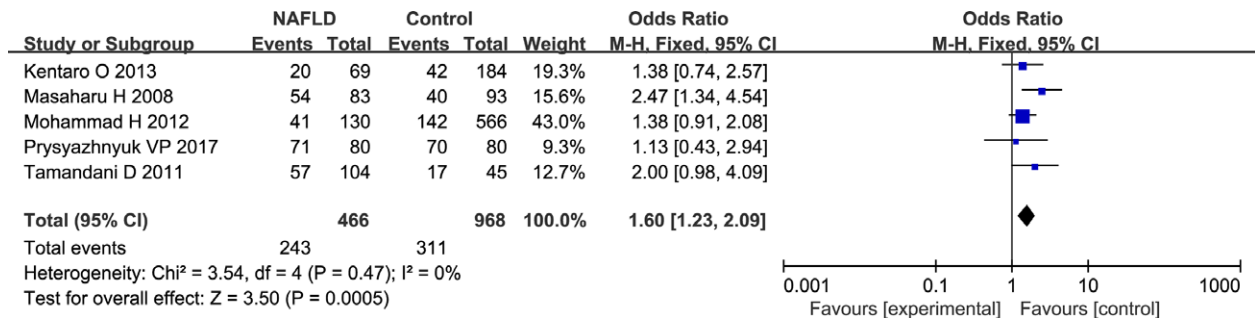 NAFLD Control Odds Ratio Odds Ratio
Study or Subgroup Events Total Events Total Weight M-H, Fixed, 95% CI M-H, Fixed, 95% CI
Kentaro O 2013 20 69 42 184 19.3% 1.38 [0.74, 2.57]
Masaharu H 2008 54 83 40 93 15.6% 2.47 [1.34, 4.54]
Mohammad H 2012 41 130 142 566 43.0% 1.38 [0.91, 2.08]
Prysyazhnyuk VP 2017 71 80 70 80 9.3% 1.13 [0.43, 2.94]
Tamandani D 2011 57 104 17 45 12.7% 2.00 [0.98, 4.09]
Total (95% CI) 466 968 100.0% 1.60 [1.23, 2.09]
Total events 243 311
Heterogeneity: Chi² = 3.54, df = 4 (P = 0.47); I² = 0%
Test for overall effect: Z = 3.50 (P = 0.0005)
0.001 0.1 1 10 1000
Favours [experimental] Favours [control]